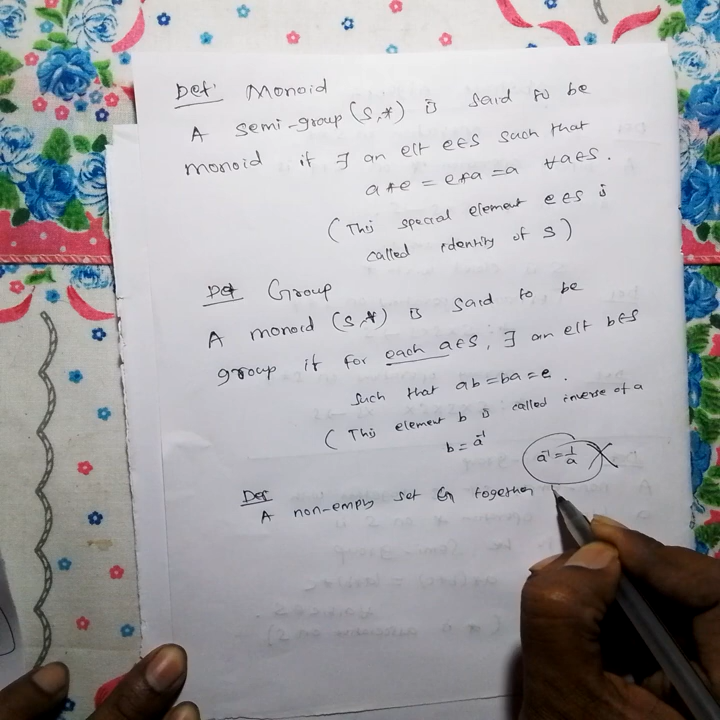 Def: Monoid
A semi-group (S,*) is said to be
monoid if ∃ an elt e∈S such that
a*e = e*a = a ∀a∈S.
(This special element e∈S is
called identity of S)
Def Group
A monoid (S,*) is said to be
group if for each a∈S, ∃ an elt b∈S
such that ab=ba=e.
(This element b is called inverse of a
b = a⁻¹
a⁻¹ = 1/a
Def
A non-empty set G together